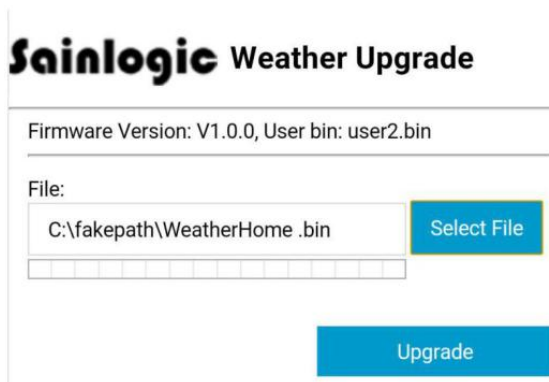 Sainlogic Weather Upgrade
Firmware Version: V1.0.0, User bin: user2.bin
File:
C:\fakepath\WeatherHome .bin Select File
Upgrade